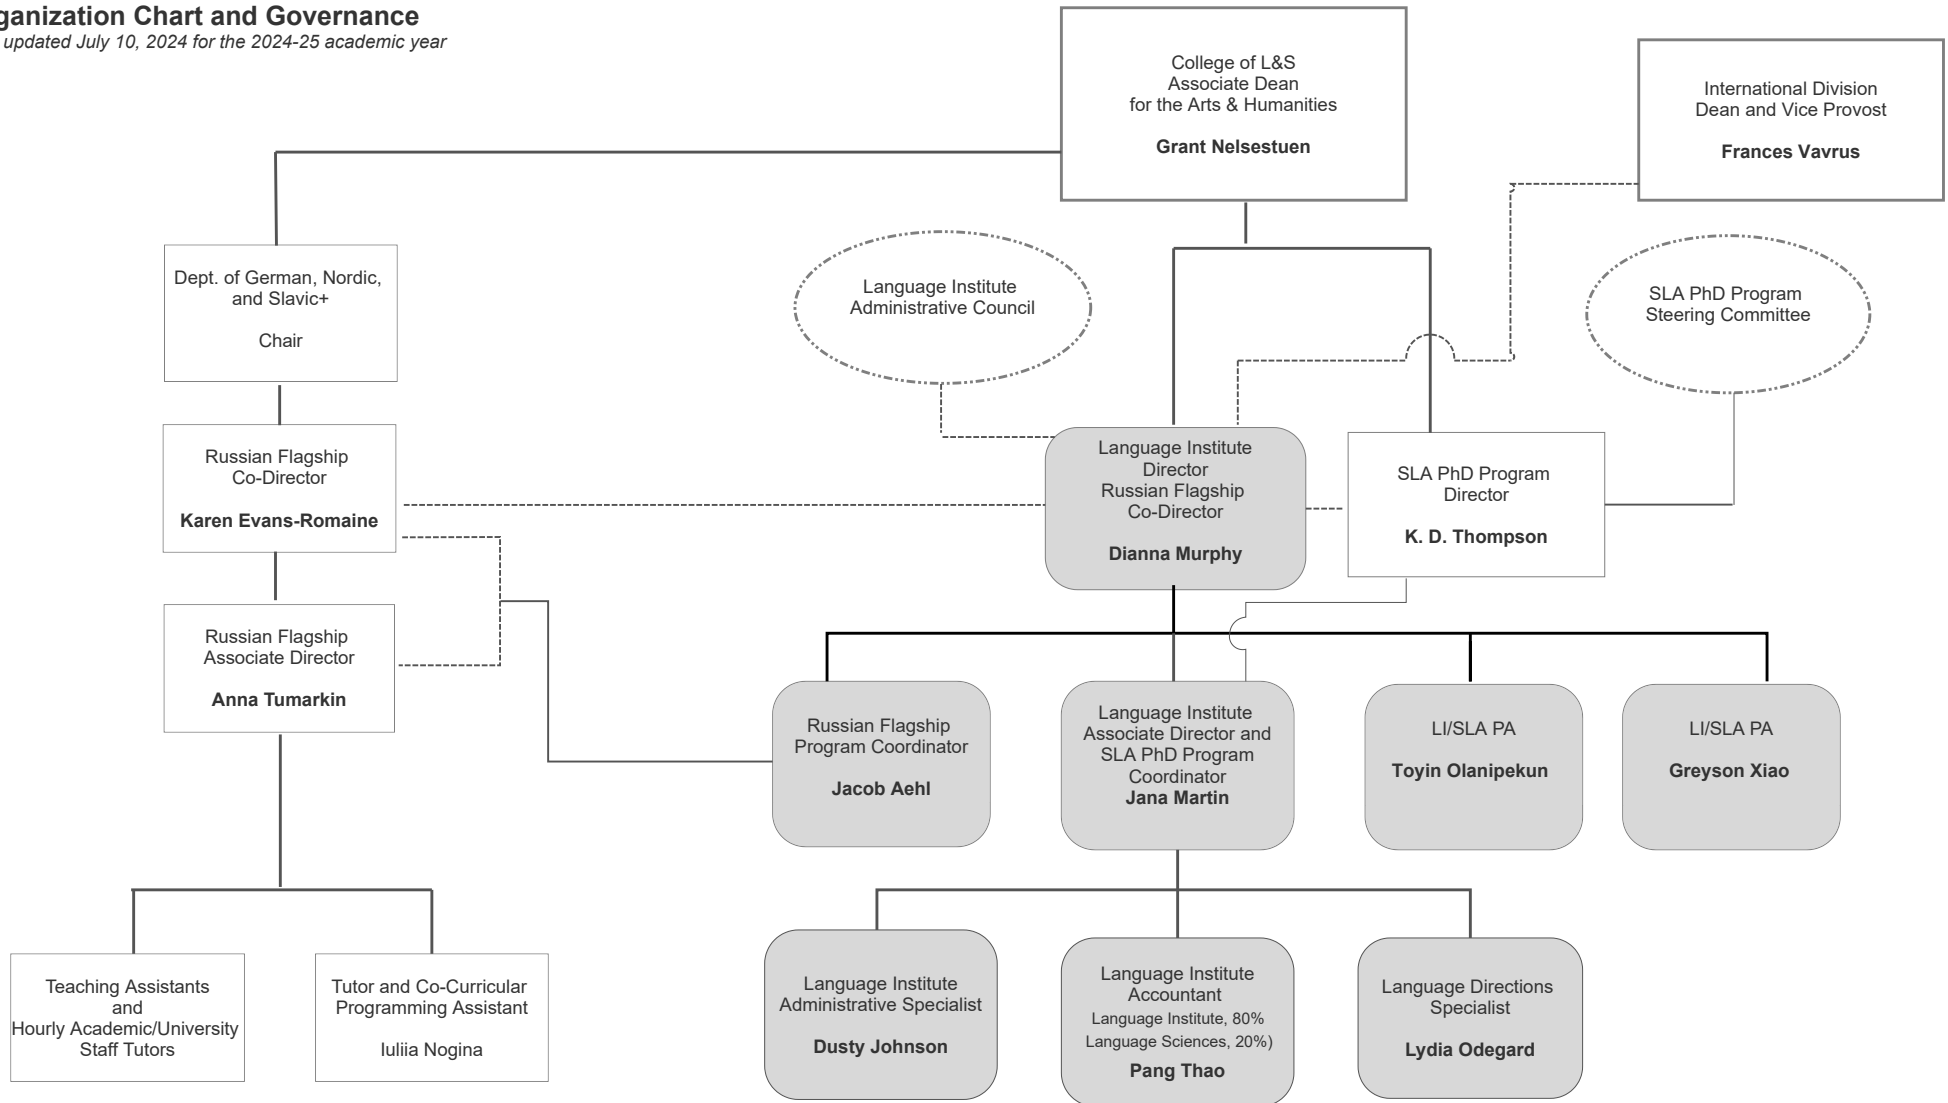 ganization Chart and Governance
updated July 10, 2024 for the 2024-25 academic year
College of L&S
Associate Dean
for the Arts & Humanities
Grant Nelsestuen
International Division
Dean and Vice Provost
Frances Vavrus
Dept. of German, Nordic,
and Slavic+
Chair
Language Institute
Administrative Council
SLA PhD Program
Steering Committee
Russian Flagship
Co-Director
Karen Evans-Romaine
Language Institute
Director
Russian Flagship
Co-Director
Dianna Murphy
SLA PhD Program
Director
K. D. Thompson
Russian Flagship
Associate Director
Anna Tumarkin
Russian Flagship
Program Coordinator
Jacob Aehl
Language Institute
Associate Director and
SLA PhD Program
Coordinator
Jana Martin
LI/SLA PA
Toyin Olanipekun
LI/SLA PA
Greyson Xiao
Teaching Assistants
and
Hourly Academic/University
Staff Tutors
Tutor and Co-Curricular
Programming Assistant
Iuliia Nogina
Language Institute
Administrative Specialist
Dusty Johnson
Language Institute
Accountant
Language Institute, 80%
Language Sciences, 20%)
Pang Thao
Language Directions
Specialist
Lydia Odegard